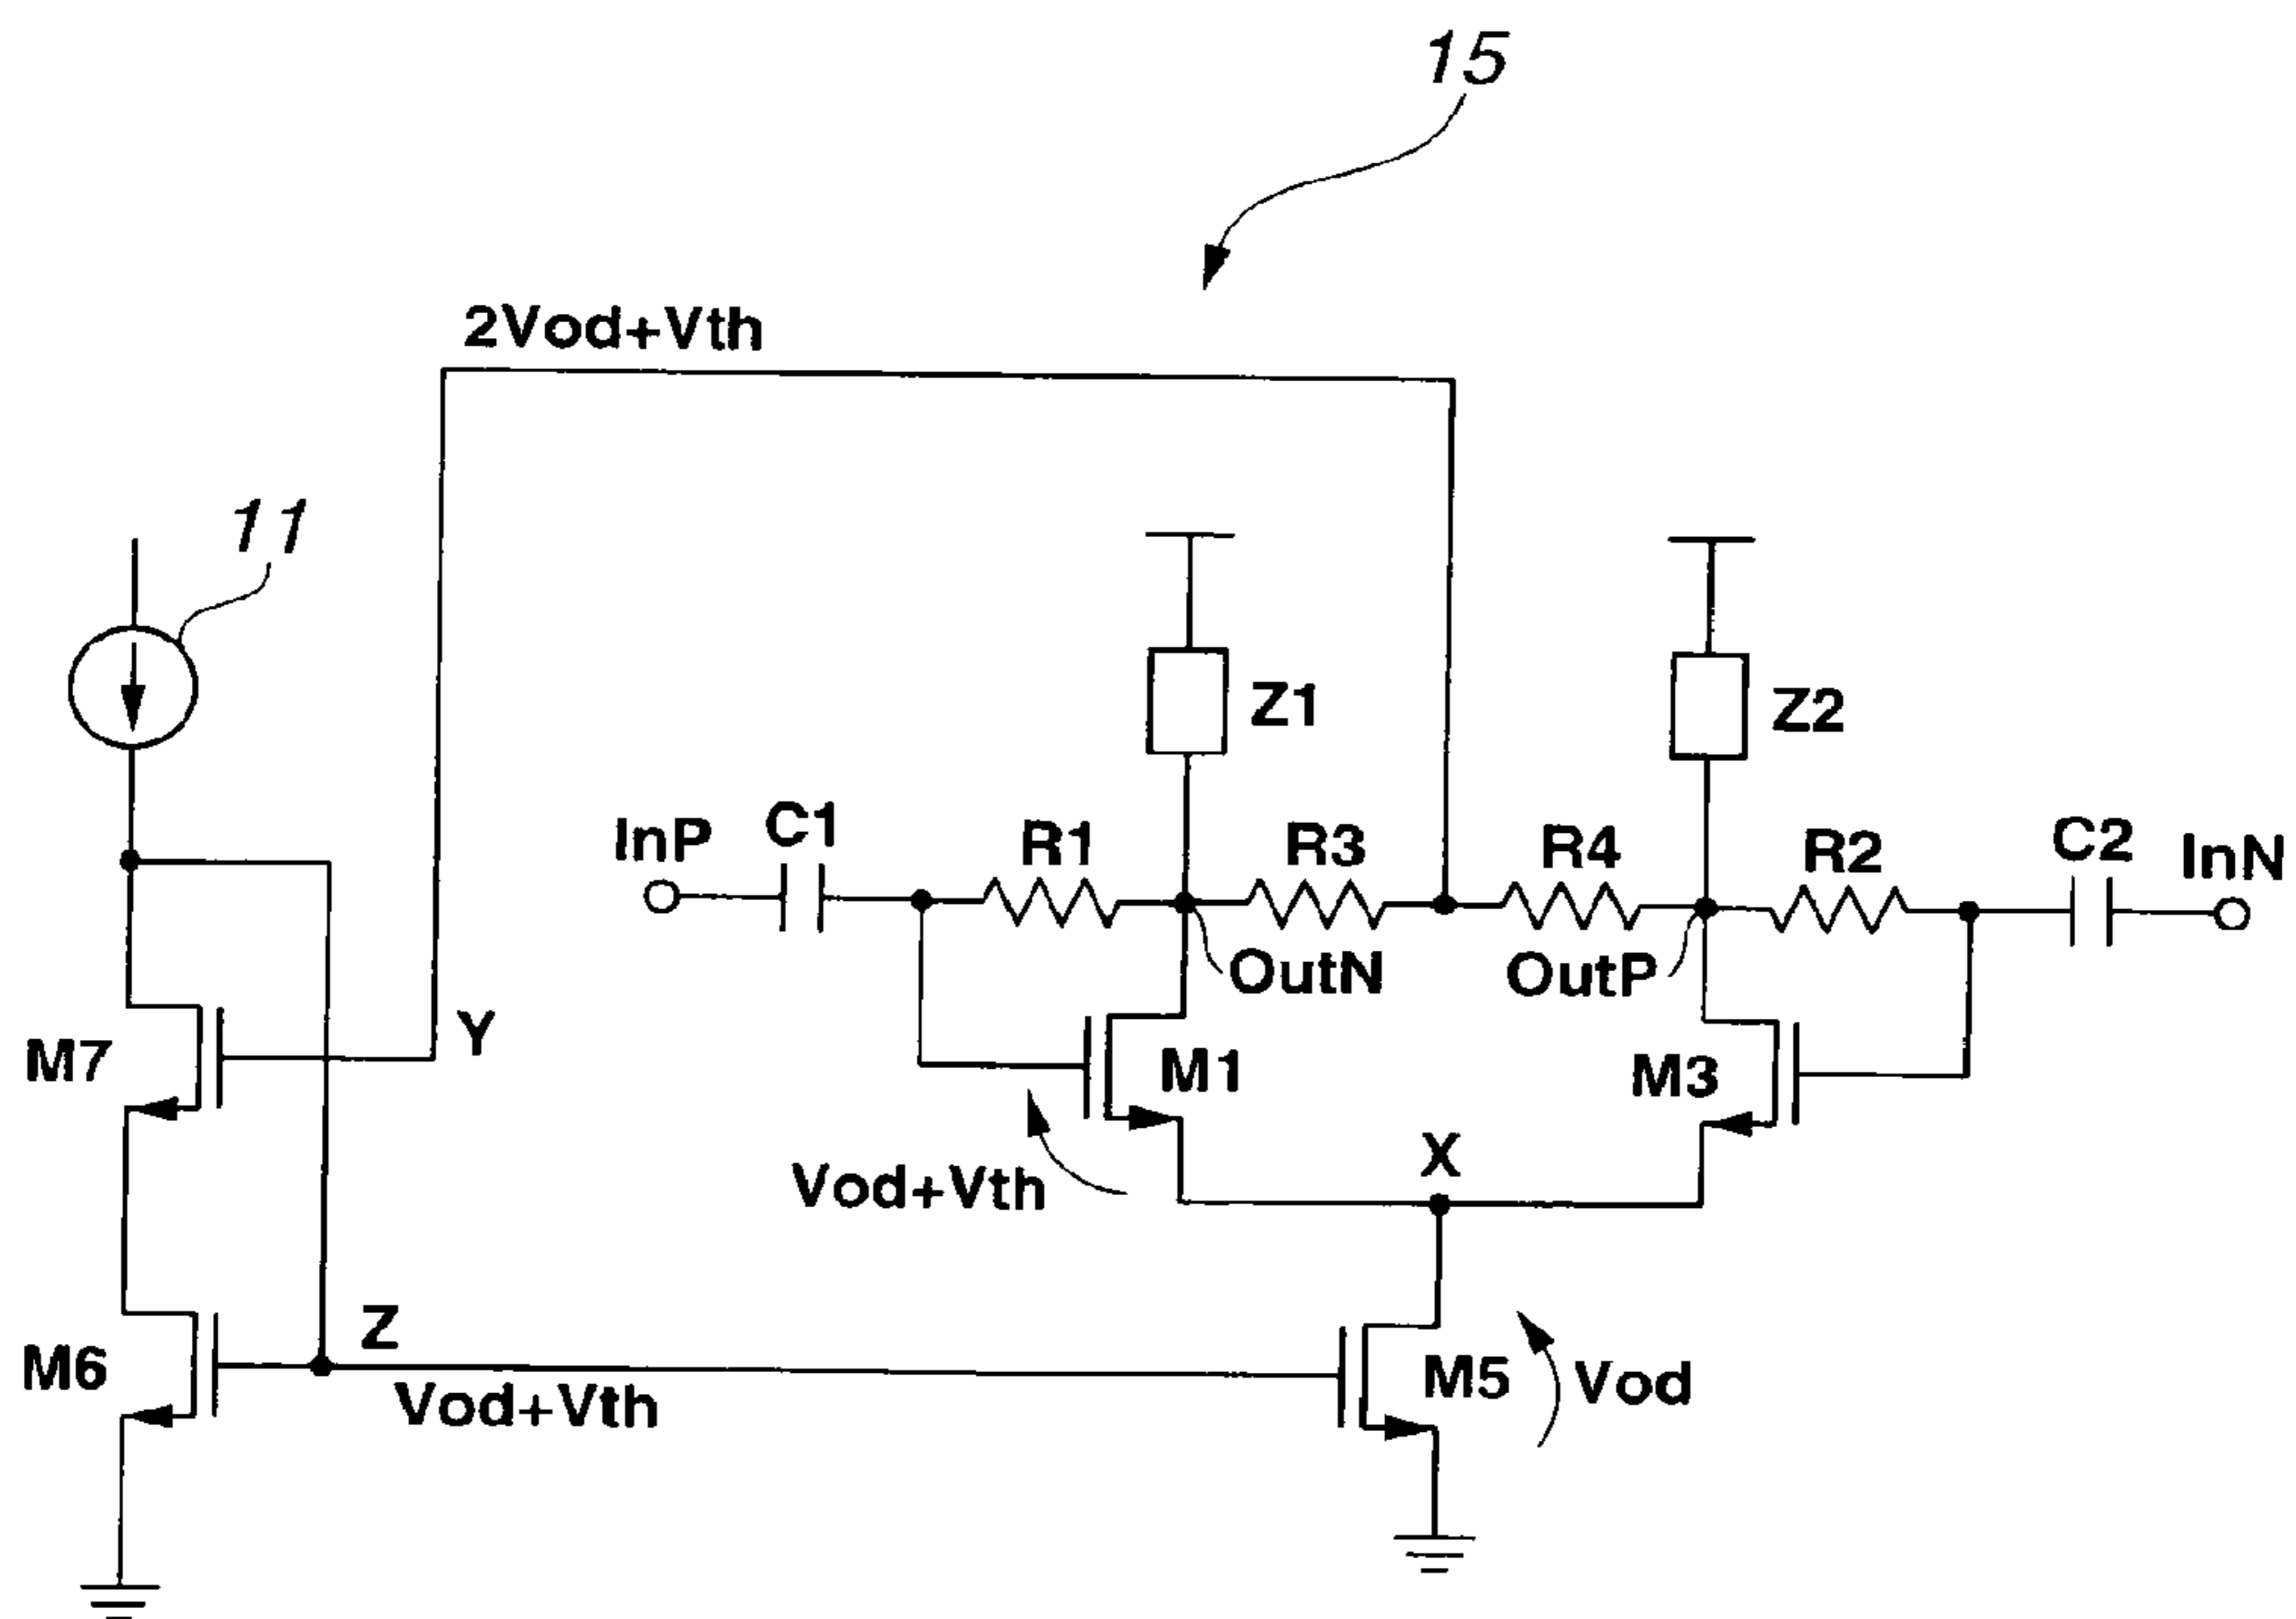 15
2Vod+Vth
11
Z1
Z2
InP
C1
R1
R3
R4
R2
C2
InN
OutN
OutP
Y
M7
M1
M3
Vod+Vth
X
Z
M6
Vod+Vth
M5
Vod